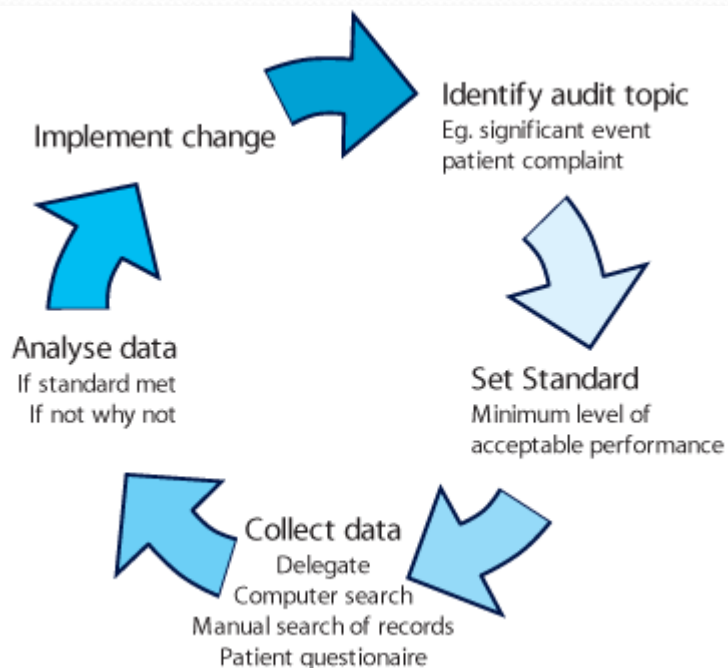 Identify audit topic
Eg. significant event
patient complaint
Set Standard
Minimum level of
acceptable performance
Collect data
Delegate
Computer search
Manual search of records
Patient questionaire
Analyse data
If standard met
If not why not
Implement change